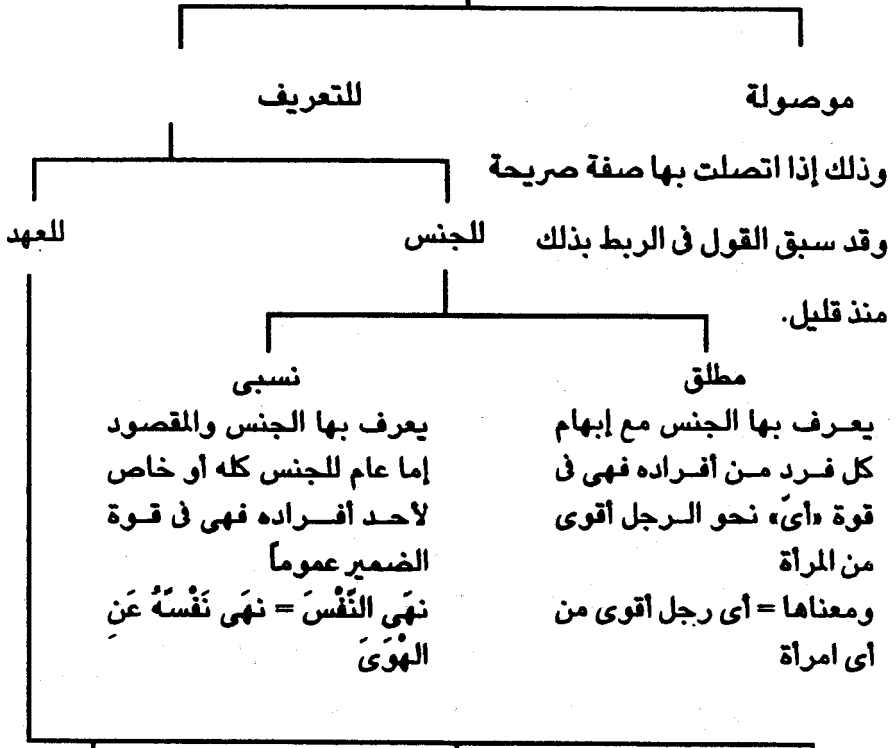 موصولة
للتعريف
وذلك إذا اتصلت بها صفة صريحة
وقد سبق القول فى الربط بذلك
منذ قليل.
للجنس
للعهد
مطلق
يعرف بها الجنس مع إبهام
كل فرد من أفراده فهى فى
قوة «أىّ» نحو الرجل أقوى
من المرأة
ومعناها = أى رجل أقوى من
أى امرأة
نسبى
يعرف بها الجنس والمقصود
إما عام للجنس كله أو خاص
لأحد أفراده فهى فى قوة
الضمير عموماً
نهَى النَّفْسَ = نهَى نَفْسَهُ عَنِ
الهْوَىَ